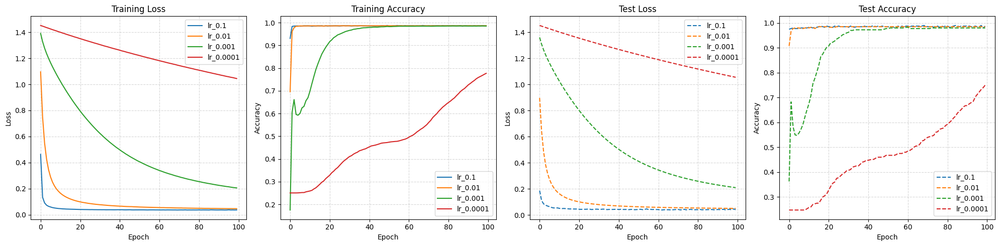 Training Loss
Loss
1.4
1.2
1.0
0.8
0.6
0.4
0.2
0.0
0 20 40 60 80 100
Epoch
lr_0.1
lr_0.01
lr_0.001
lr_0.0001
Training Accuracy
Accuracy
1.0
0.9
0.8
0.7
0.6
0.5
0.4
0.3
0.2
0 20 40 60 80 100
Epoch
lr_0.1
lr_0.01
lr_0.001
lr_0.0001
Test Loss
Loss
1.4
1.2
1.0
0.8
0.6
0.4
0.2
0.0
0 20 40 60 80 100
Epoch
lr_0.1
lr_0.01
lr_0.001
lr_0.0001
Test Accuracy
Accuracy
1.0
0.9
0.8
0.7
0.6
0.5
0.4
0.3
0 20 40 60 80 100
Epoch
lr_0.1
lr_0.01
lr_0.001
lr_0.0001